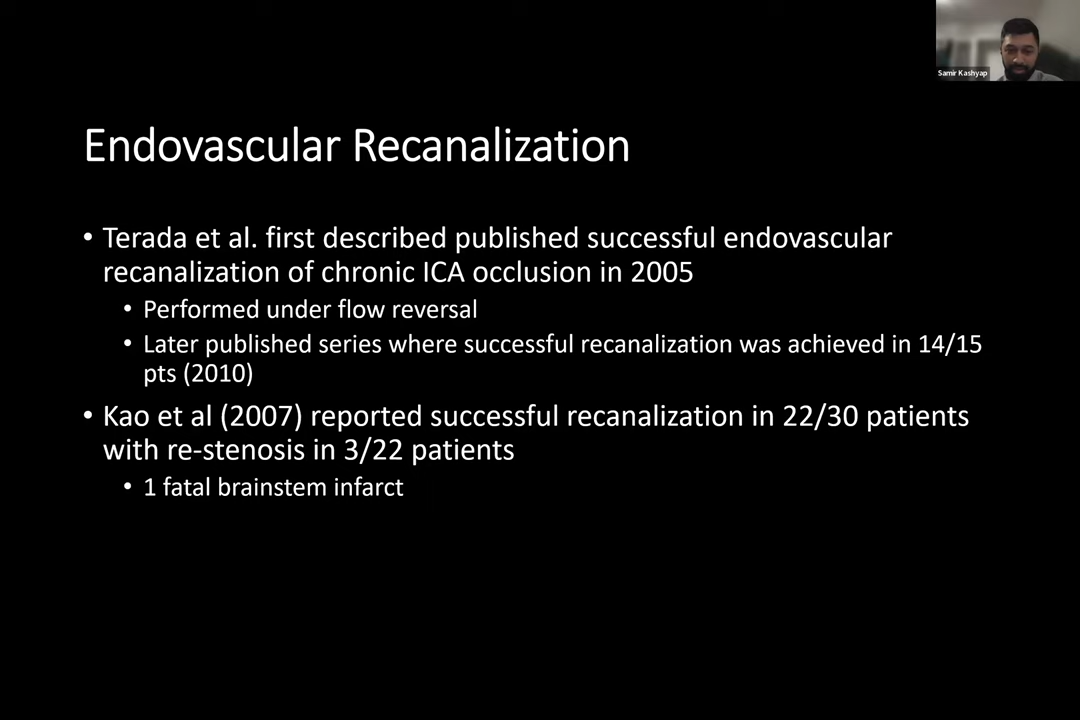 Samir Kashyap
Endovascular Recanalization
• Terada et al. first described published successful endovascular
recanalization of chronic ICA occlusion in 2005
• Performed under flow reversal
• Later published series where successful recanalization was achieved in 14/15
pts (2010)
• Kao et al (2007) reported successful recanalization in 22/30 patients
with re-stenosis in 3/22 patients
• 1 fatal brainstem infarct